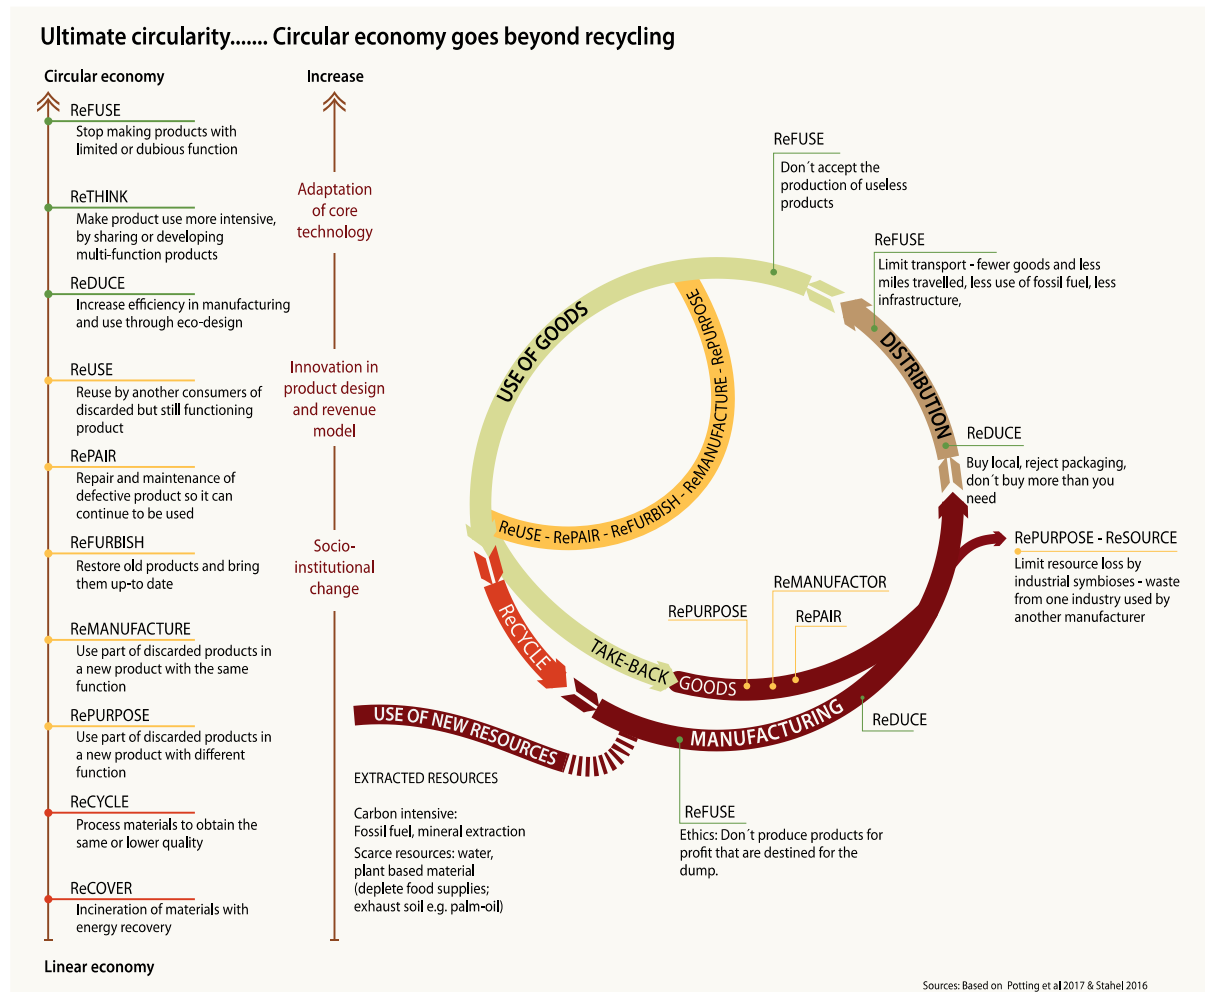 Ultimate circularity....... Circular economy goes beyond recycling
Circular economy
ReFUSE
Stop making products with
limited or dubious function
ReTHINK
Make product use more intensive,
by sharing or developing
multi-function products
ReDUCE
Increase efficiency in manufacturing
and use through eco-design
ReUSE
Reuse by another consumers of
discarded but still functioning
product
RePAIR
Repair and maintenance of
defective product so it can
continue to be used
ReFURBISH
Restore old products and bring
them up-to date
ReMANUFACTURE
Use part of discarded products in
a new product with the same
function
RePURPOSE
Use part of discarded products in
a new product with different
function
ReCYCLE
Process materials to obtain the
same or lower quality
ReCOVER
Incineration of materials with
energy recovery
Linear economy
Increase
Adaptation
of core
technology
Innovation in
product design
and revenue
model
Socio-
institutional
change
ReFUSE
Don´t accept the
production of useless
products
ReFUSE
Limit transport - fewer goods and less
miles travelled, less use of fossil fuel, less
infrastructure,
USE OF GOODS
DISTRIBUTION
ReUSE - RePAIR - ReFURBISH - ReMANUFACTURE - RePURPOSE
ReDUCE
Buy local, reject packaging,
don´t buy more than you
need
RePURPOSE - ReSOURCE
Limit resource loss by
industrial symbioses - waste
from one industry used by
another manufacturer
ReMANUFACTOR
RePURPOSE
RePAIR
ReCYCLE
TAKE-BACK
GOODS
MANUFACTURING
ReDUCE
USE OF NEW RESOURCES
EXTRACTED RESOURCES
Carbon intensive:
Fossil fuel, mineral extraction
Scarce resources: water,
plant based material
(deplete food supplies;
exhaust soil e.g. palm-oil)
ReFUSE
Ethics: Don´t produce products for
profit that are destined for the
dump.
Sources: Based on Potting et al 2017 & Stahel 2016